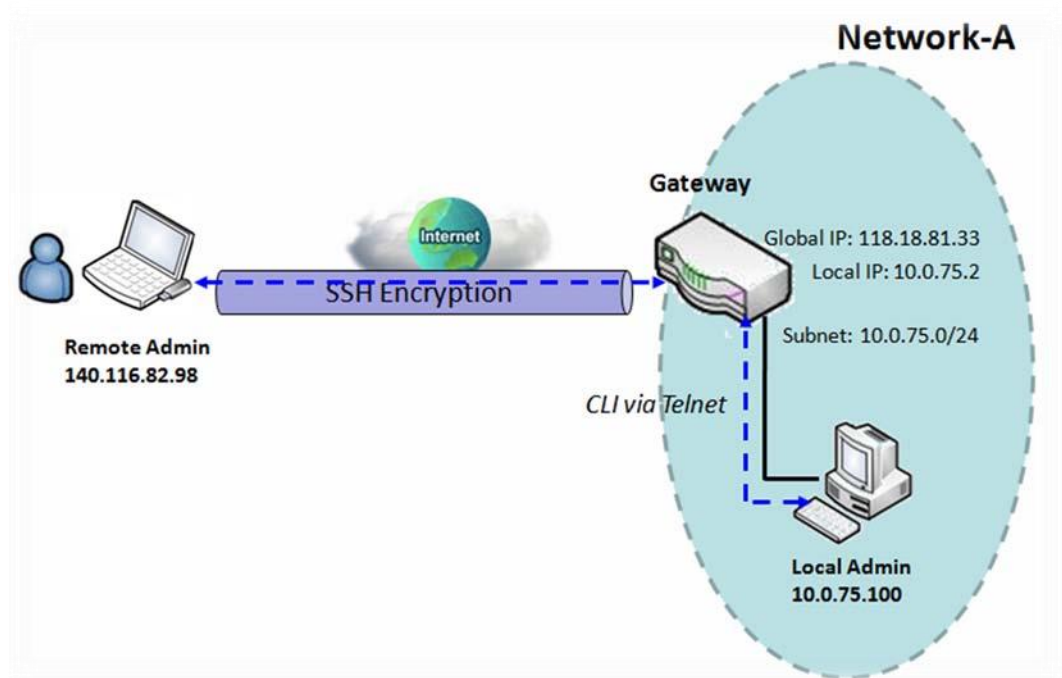 Network-A
Gateway
Internet
Global IP: 118.18.81.33
Local IP: 10.0.75.2
SSH Encryption
Subnet: 10.0.75.0/24
Remote Admin
140.116.82.98
CLI via Telnet
Local Admin
10.0.75.100